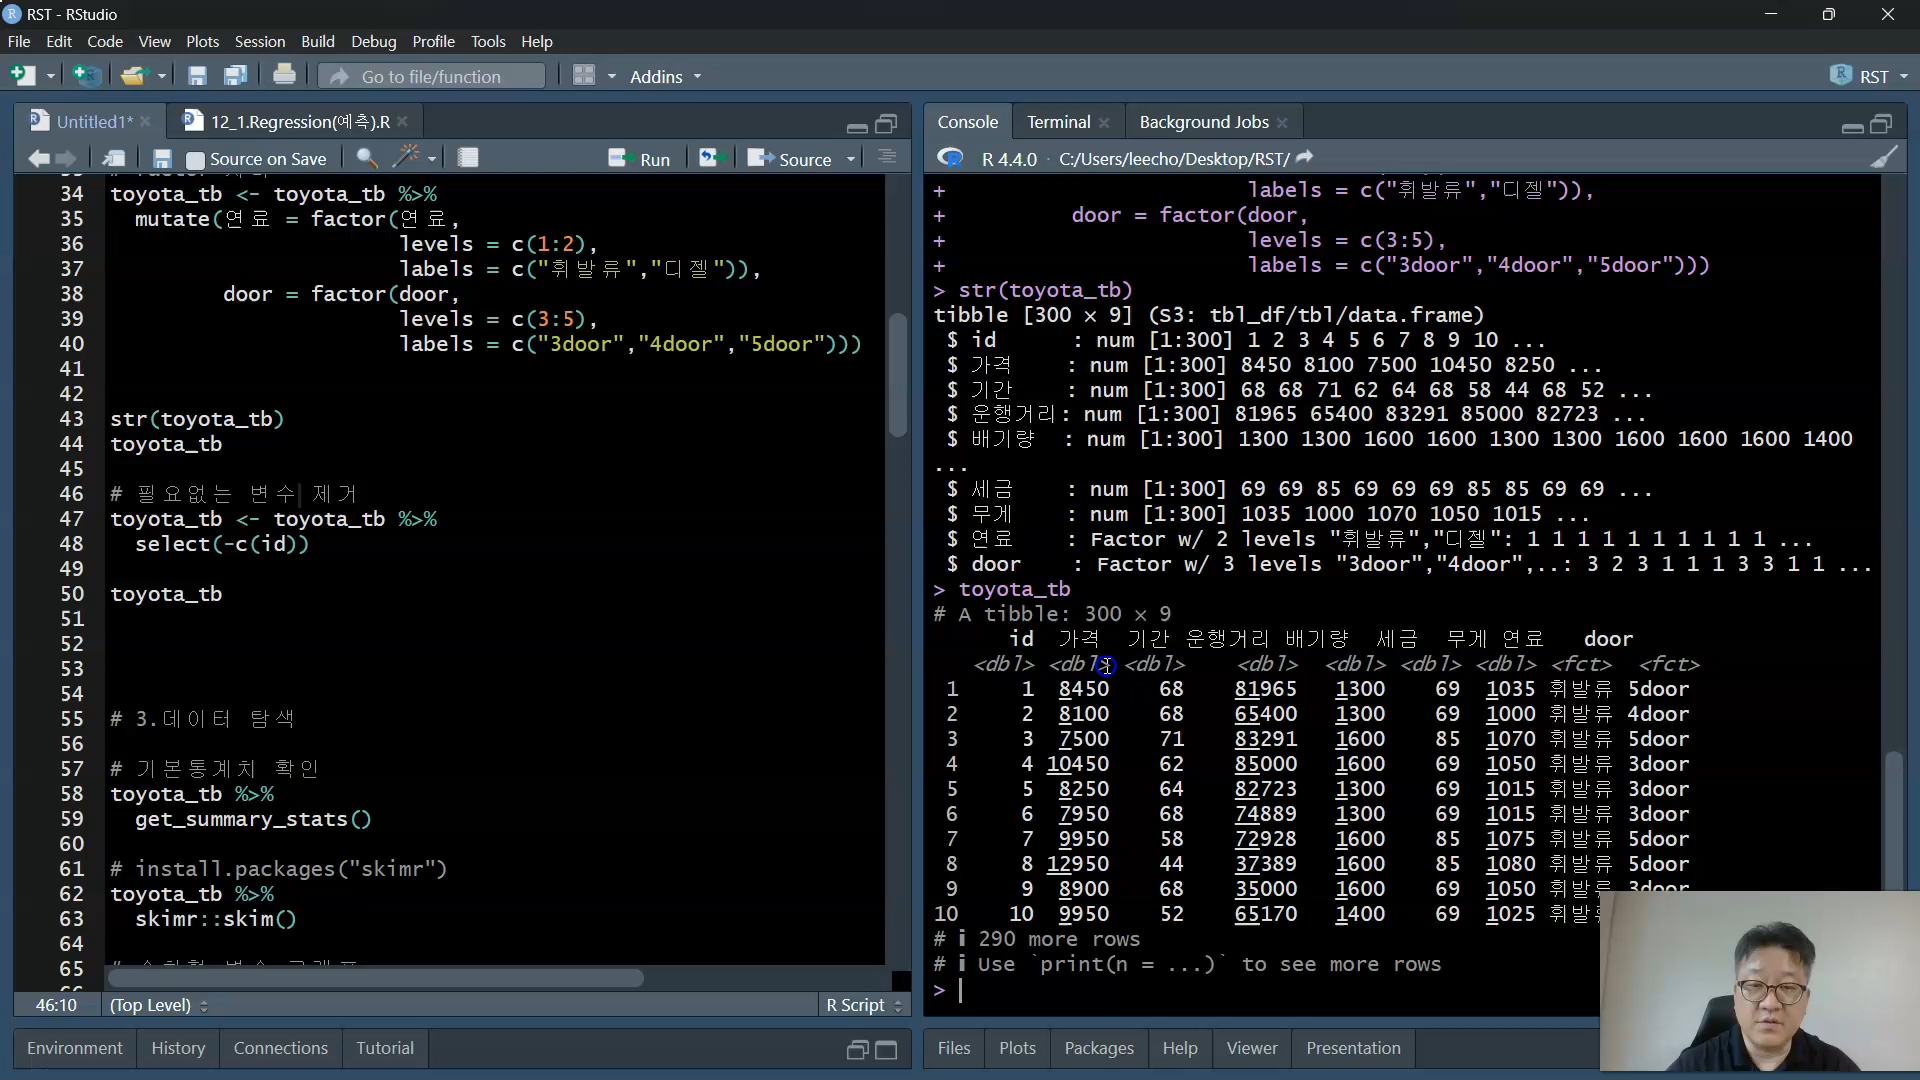 RST - RStudio
File Edit Code View Plots Session Build Debug Profile Tools Help
Go to file/function Addins RST
Untitled1* 12_1.Regression(예측).R
Source on Save Run Source
34 toyota_tb <- toyota_tb %>%
35 mutate(연료 = factor(연료,
36 levels = c(1:2),
37 labels = c("휘발류","디젤")),
38 door = factor(door,
39 levels = c(3:5),
40 labels = c("3door","4door","5door")))
41
42
43 str(toyota_tb)
44 toyota_tb
45
46 # 필요없는 변수 제거
47 toyota_tb <- toyota_tb %>%
48 select(-c(id))
49
50 toyota_tb
51
52
53
54
55 # 3.데이터 탐색
56
57 # 기본통계치 확인
58 toyota_tb %>%
59 get_summary_stats()
60
61 # install.packages("skimr")
62 toyota_tb %>%
63 skimr::skim()
64
65
46:10 (Top Level) R Script
Environment History Connections Tutorial
Console Terminal Background Jobs
R 4.4.0 · C:/Users/leecho/Desktop/RST/
+ labels = c("휘발류","디젤")),
+ door = factor(door,
+ levels = c(3:5),
+ labels = c("3door","4door","5door")))
> str(toyota_tb)
tibble [300 × 9] (S3: tbl_df/tbl/data.frame)
$ id : num [1:300] 1 2 3 4 5 6 7 8 9 10 ...
$ 가격 : num [1:300] 8450 8100 7500 10450 8250 ...
$ 기간 : num [1:300] 68 68 71 62 64 68 58 44 68 52 ...
$ 운행거리: num [1:300] 81965 65400 83291 85000 82723 ...
$ 배기량 : num [1:300] 1300 1300 1600 1600 1300 1300 1600 1600 1600 1400
...
$ 세금 : num [1:300] 69 69 85 69 69 69 85 85 69 69 ...
$ 무게 : num [1:300] 1035 1000 1070 1050 1015 ...
$ 연료 : Factor w/ 2 levels "휘발류","디젤": 1 1 1 1 1 1 1 1 1 1 ...
$ door : Factor w/ 3 levels "3door","4door",..: 3 2 3 1 1 1 3 3 1 1 ...
> toyota_tb
# A tibble: 300 × 9
id 가격 기간 운행거리 배기량 세금 무게 연료 door
<dbl> <dbl> <dbl> <dbl> <dbl> <dbl> <dbl> <fct> <fct>
1 1 8450 68 81965 1300 69 1035 휘발류 5door
2 2 8100 68 65400 1300 69 1000 휘발류 4door
3 3 7500 71 83291 1600 85 1070 휘발류 5door
4 4 10450 62 85000 1600 69 1050 휘발류 3door
5 5 8250 64 82723 1300 69 1015 휘발류 3door
6 6 7950 68 74889 1300 69 1015 휘발류 3door
7 7 9950 58 72928 1600 85 1075 휘발류 5door
8 8 12950 44 37389 1600 85 1080 휘발류 5door
9 9 8900 68 35000 1600 69 1050 휘발류 3door
10 10 9950 52 65170 1400 69 1025
# ℹ 290 more rows
# ℹ Use `print(n = ...)` to see more rows
>
Files Plots Packages Help Viewer Presentation